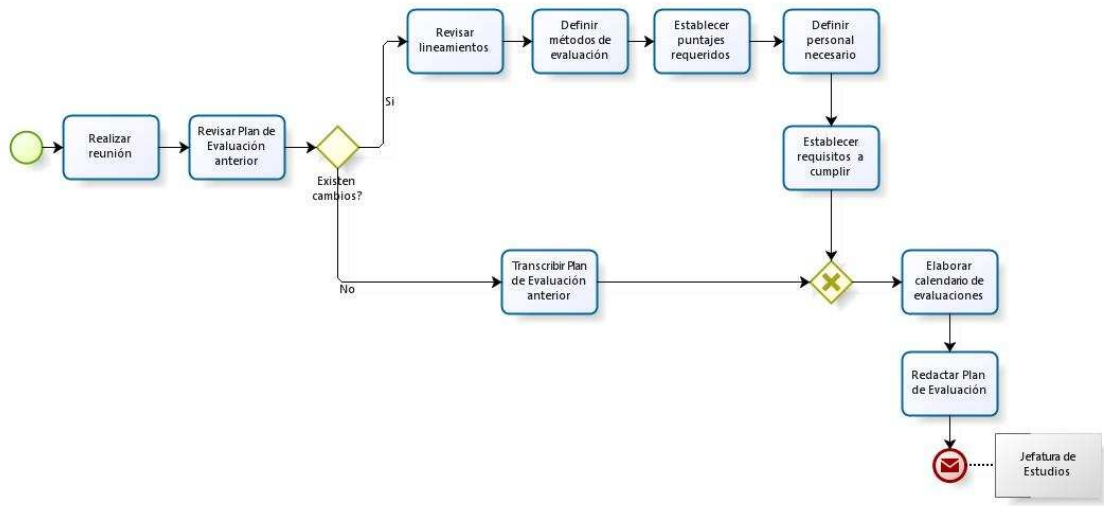 Realizar
reunión
Revisar Plan de
Evaluación
anterior
Existen
cambios?
Si
Revisar
lineamientos
Definir
métodos de
evaluación
Establecer
puntajes
requeridos
Definir
personal
necesario
Establecer
requisitos a
cumplir
No
Transcribir Plan
de Evaluación
anterior
Elaborar
calendario de
evaluaciones
Redactar Plan
de Evaluación
Jefatura de
Estudios